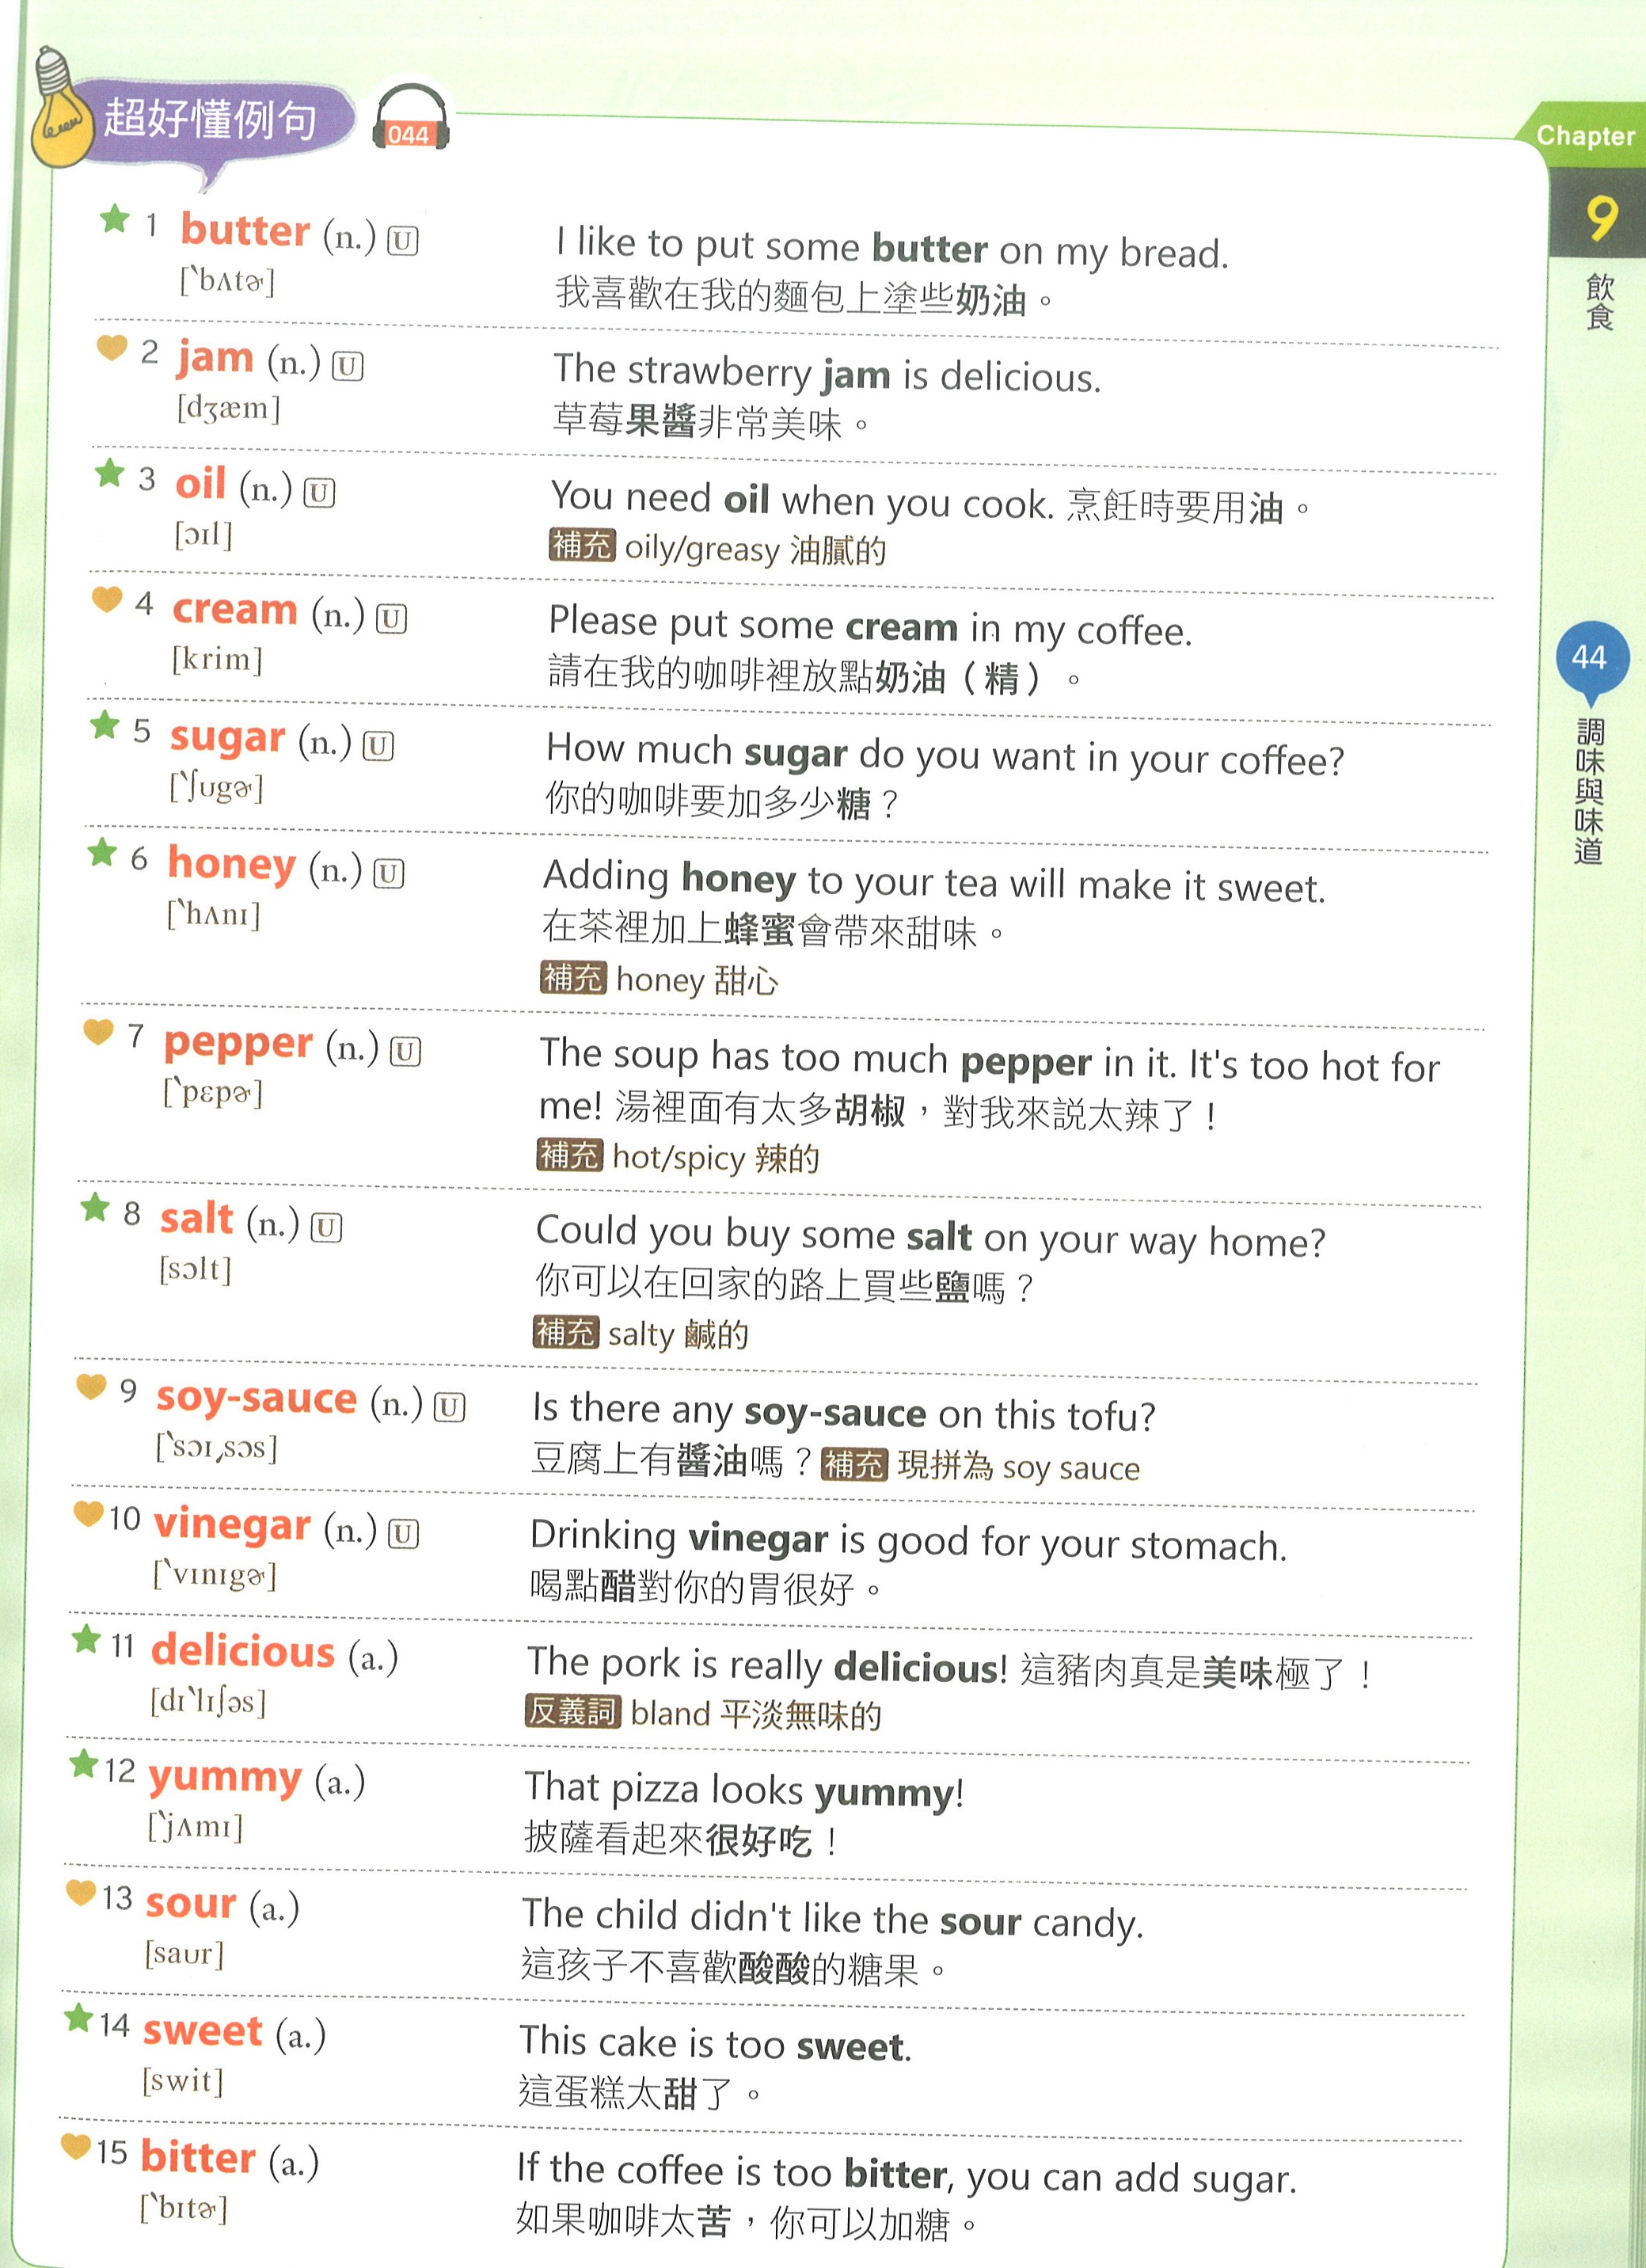 超好懂例句
044
Chapter
9
飲食
44
調味與味道
1 butter (n.) U
[ˋbʌtɚ]
I like to put some butter on my bread.
我喜歡在我的麵包上塗些奶油。
2 jam (n.) U
[dʒæm]
The strawberry jam is delicious.
草莓果醬非常美味。
3 oil (n.) U
[ɔɪl]
You need oil when you cook. 烹飪時要用油。
補充 oily/greasy 油膩的
4 cream (n.) U
[krim]
Please put some cream in my coffee.
請在我的咖啡裡放點奶油（精）。
5 sugar (n.) U
[ˋʃʊgɚ]
How much sugar do you want in your coffee?
你的咖啡要加多少糖？
6 honey (n.) U
[ˋhʌnɪ]
Adding honey to your tea will make it sweet.
在茶裡加上蜂蜜會帶來甜味。
補充 honey 甜心
7 pepper (n.) U
[ˋpɛpɚ]
The soup has too much pepper in it. It's too hot for
me! 湯裡面有太多胡椒，對我來説太辣了！
補充 hot/spicy 辣的
8 salt (n.) U
[sɔlt]
Could you buy some salt on your way home?
你可以在回家的路上買些鹽嗎？
補充 salty 鹹的
9 soy-sauce (n.) U
[ˋsɔɪˏsɔs]
Is there any soy-sauce on this tofu?
豆腐上有醬油嗎？補充 現拼為 soy sauce
10 vinegar (n.) U
[ˋvɪnɪgɚ]
Drinking vinegar is good for your stomach.
喝點醋對你的胃很好。
11 delicious (a.)
[dɪˋlɪʃəs]
The pork is really delicious! 這豬肉真是美味極了！
反義詞 bland 平淡無味的
12 yummy (a.)
[ˋjʌmɪ]
That pizza looks yummy!
披薩看起來很好吃！
13 sour (a.)
[saʊr]
The child didn't like the sour candy.
這孩子不喜歡酸酸的糖果。
14 sweet (a.)
[swit]
This cake is too sweet.
這蛋糕太甜了。
15 bitter (a.)
[ˋbɪtɚ]
If the coffee is too bitter, you can add sugar.
如果咖啡太苦，你可以加糖。